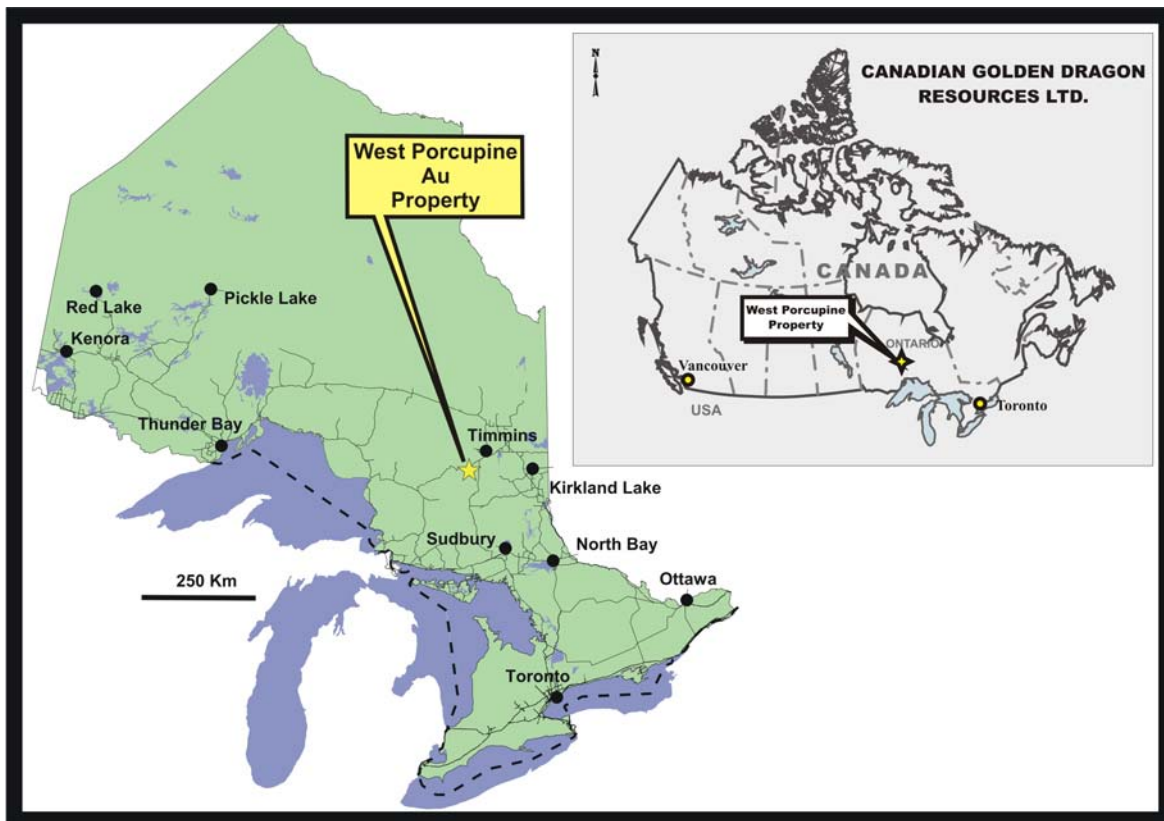 West Porcupine
Au
Property
Red Lake
Pickle Lake
Kenora
Thunder Bay
Timmins
Kirkland Lake
Sudbury
North Bay
250 Km
Ottawa
Toronto
N
CANADIAN GOLDEN DRAGON
RESOURCES LTD.
CANADA
West Porcupine
Property
ONTARIO
Vancouver
USA
Toronto